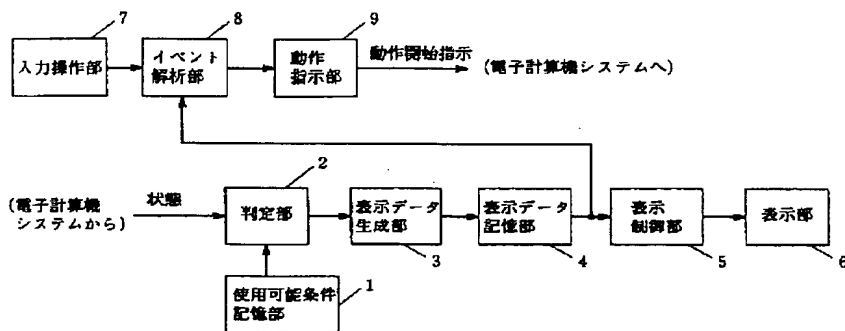 7
8
9
入力操作部
イベント
解析部
動作
指示部
動作開始指示
(電子計算機システムへ)
2
(電子計算機
システムから)
状態
判定部
表示データ
生成部
表示データ
記憶部
表示
制御部
表示部
3
4
5
6
使用可能条件
記憶部
1